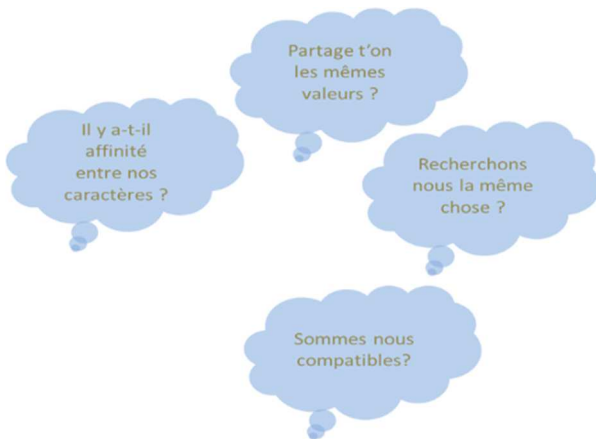 Partage t'on
les mêmes
valeurs ?
Il y a-t-il
affinité
entre nos
caractères ?
Recherchons
nous la même
chose ?
Sommes nous
compatibles?